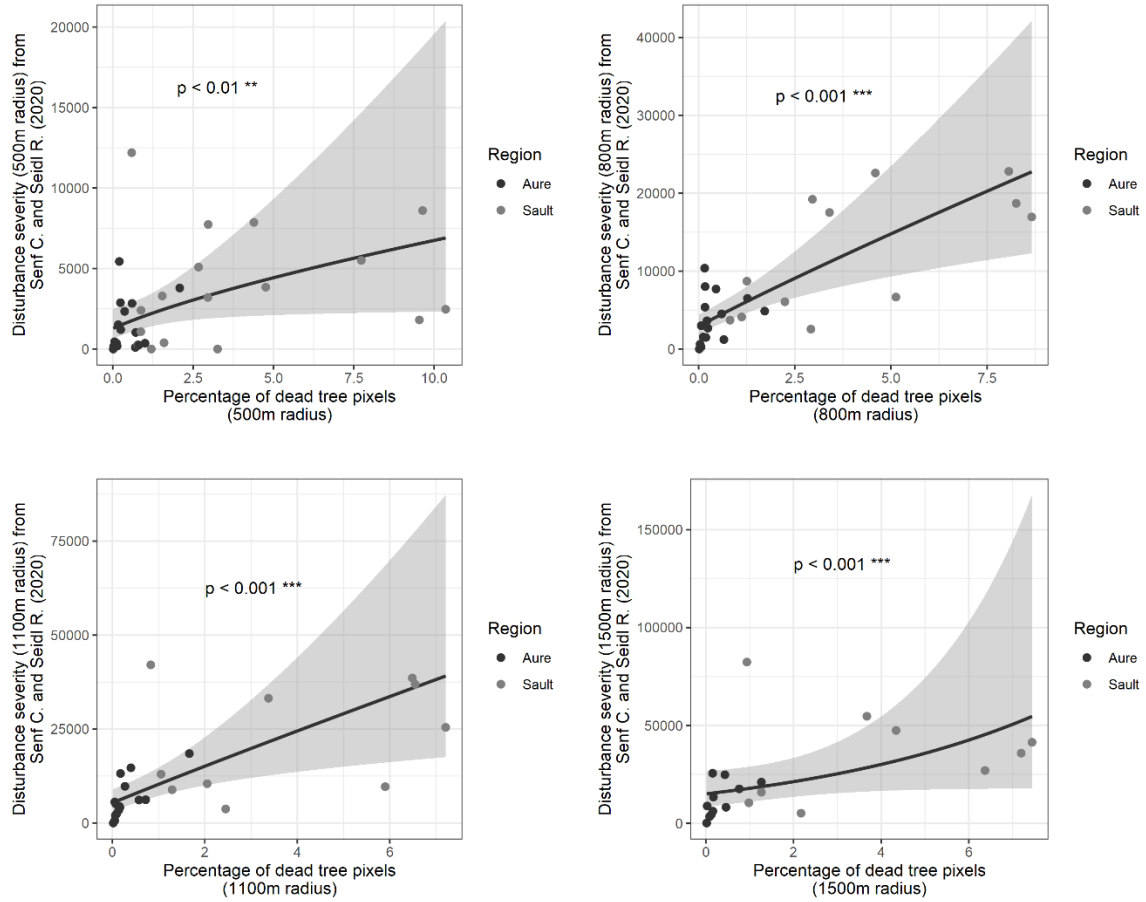 Disturbance severity (500m radius) from
Senf C. and Seidl R. (2020)
20000
15000
10000
5000
0
p < 0.01 **
0.0 2.5 5.0 7.5 10.0
Percentage of dead tree pixels
(500m radius)
Region
Aure
Sault
Disturbance severity (800m radius) from
Senf C. and Seidl R. (2020)
40000
30000
20000
10000
0
p < 0.001 ***
0.0 2.5 5.0 7.5
Percentage of dead tree pixels
(800m radius)
Region
Aure
Sault
Disturbance severity (1100m radius) from
Senf C. and Seidl R. (2020)
75000
50000
25000
0
p < 0.001 ***
0 2 4 6
Percentage of dead tree pixels
(1100m radius)
Region
Aure
Sault
Disturbance severity (1500m radius) from
Senf C. and Seidl R. (2020)
150000
100000
50000
0
p < 0.001 ***
0 2 4 6
Percentage of dead tree pixels
(1500m radius)
Region
Aure
Sault